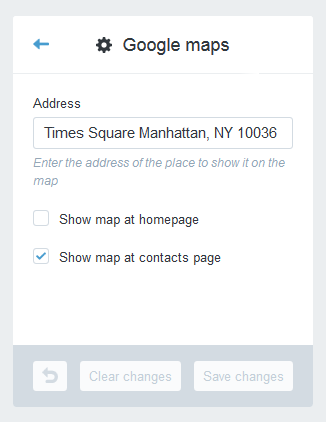 Google maps
Address
Times Square Manhattan, NY 10036
Enter the address of the place to show it on the
map
Show map at homepage
Show map at contacts page
Clear changes
Save changes